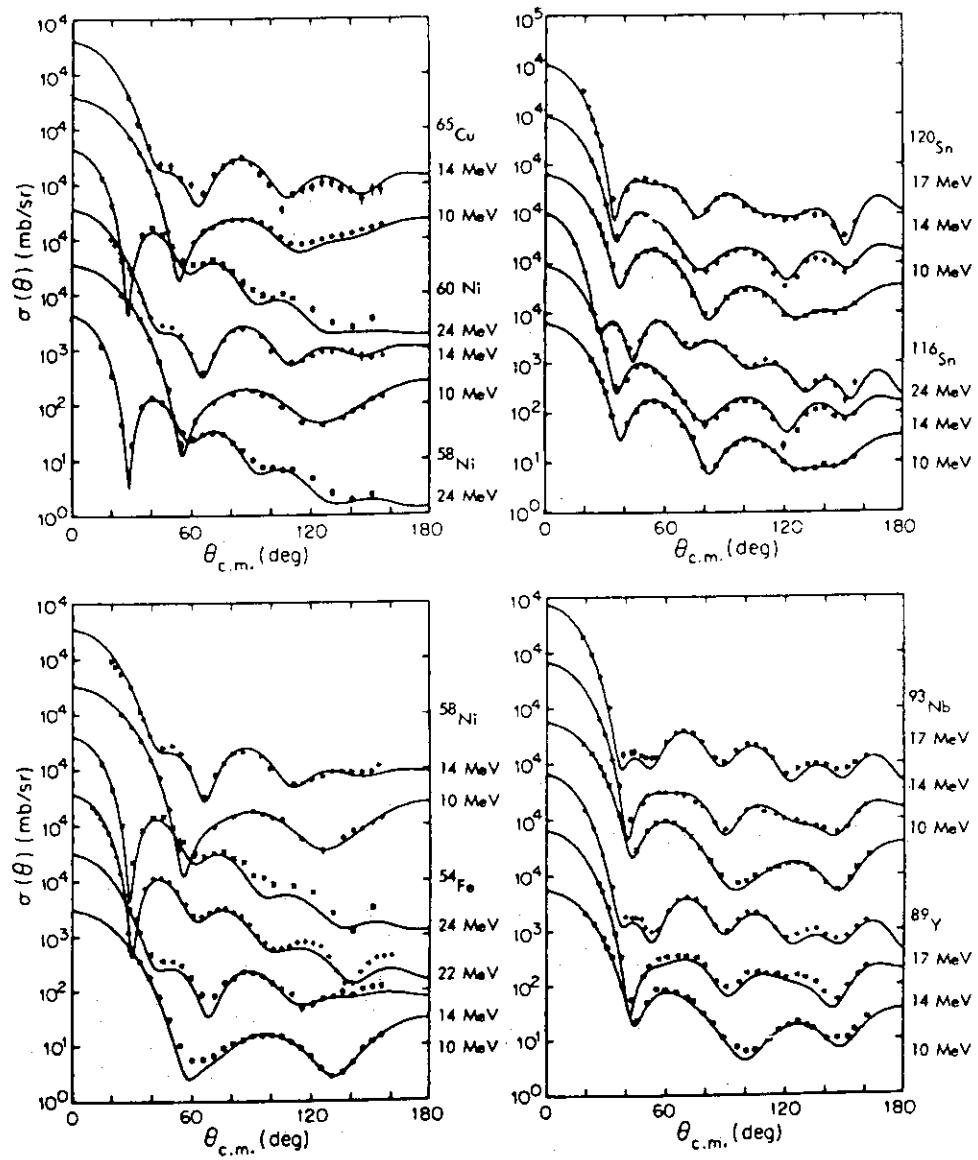 10⁴
10⁴
10⁴
10⁴
10⁴
10⁴
10³
10²
10¹
10⁰
σ(θ) (mb/sr)
⁶⁵Cu
14 MeV
10 MeV
⁶⁰Ni
24 MeV
14 MeV
10 MeV
⁵⁸Ni
24 MeV
0 60 120 180
θc.m. (deg)
10⁵
10⁴
10⁴
10⁴
10⁴
10⁴
10⁴
10³
10²
10¹
10⁰
¹²⁰Sn
17 MeV
14 MeV
10 MeV
¹¹⁶Sn
24 MeV
14 MeV
10 MeV
0 60 120 180
θc.m. (deg)
10⁴
10⁴
10⁴
10⁴
10⁴
10⁴
10³
10²
10¹
10⁰
σ(θ) (mb/sr)
⁵⁸Ni
14 MeV
10 MeV
⁵⁴Fe
24 MeV
22 MeV
14 MeV
10 MeV
0 60 120 180
θc.m. (deg)
10⁴
10⁴
10⁴
10⁴
10⁴
10⁴
10³
10²
10¹
10⁰
⁹³Nb
17 MeV
14 MeV
10 MeV
⁸⁹Y
17 MeV
14 MeV
10 MeV
0 60 120 180
θc.m. (deg)